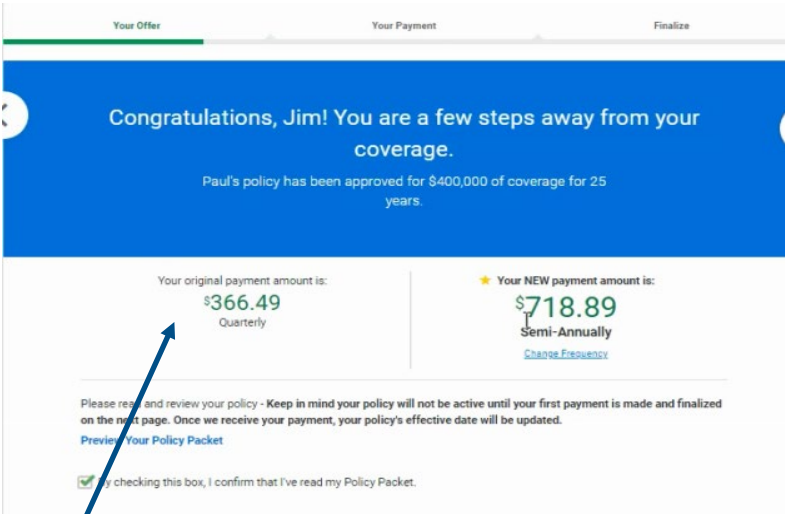 Your Offer
Your Payment
Finalize
Congratulations, Jim! You are a few steps away from your
coverage.
Paul's policy has been approved for $400,000 of coverage for 25
years.
Your original payment amount is:
$366.49
Quarterly
Your NEW payment amount is:
$718.89
Semi-Annually
Change Frequency
Please read and review your policy - Keep in mind your policy will not be active until your first payment is made and finalized
on the next page. Once we receive your payment, your policy's effective date will be updated.
Preview Your Policy Packet
By checking this box, I confirm that I've read my Policy Packet.